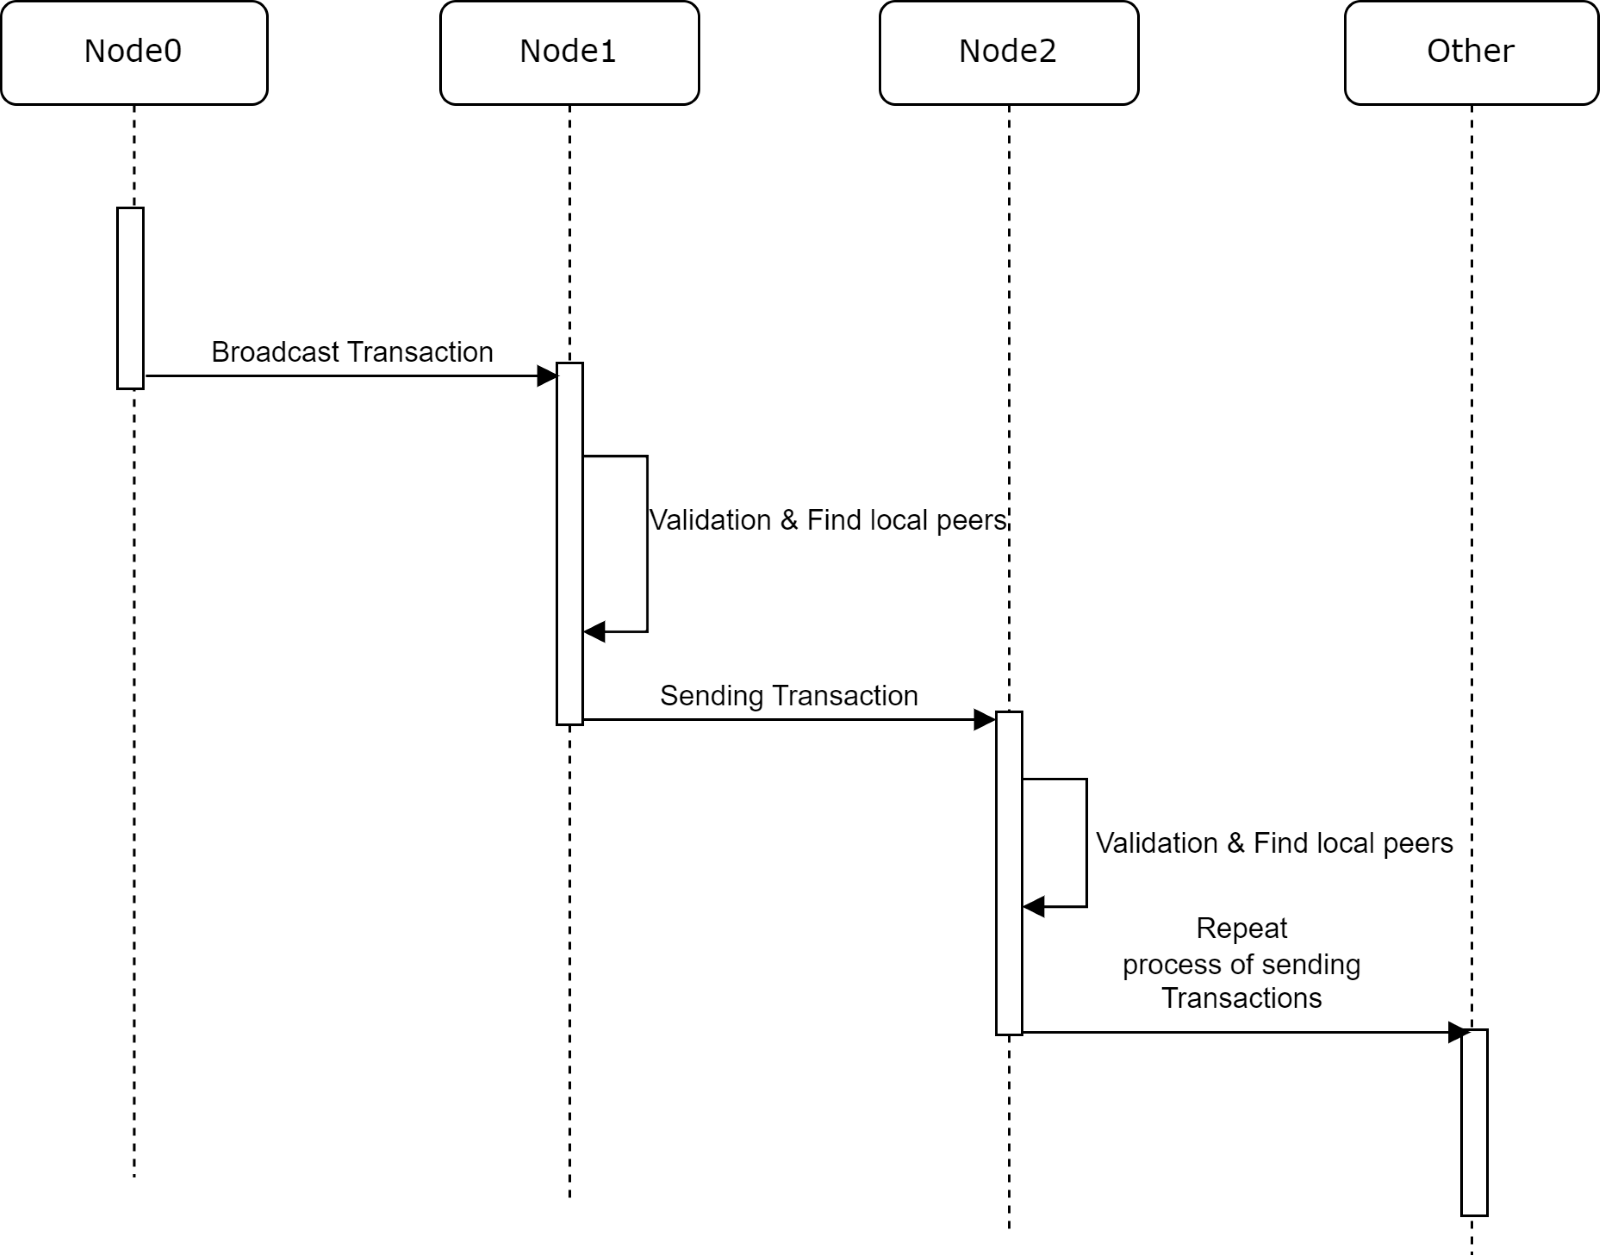 Node0
Node1
Node2
Other
Broadcast Transaction
Validation & Find local peers
Sending Transaction
Validation & Find local peers
Repeat
process of sending
Transactions